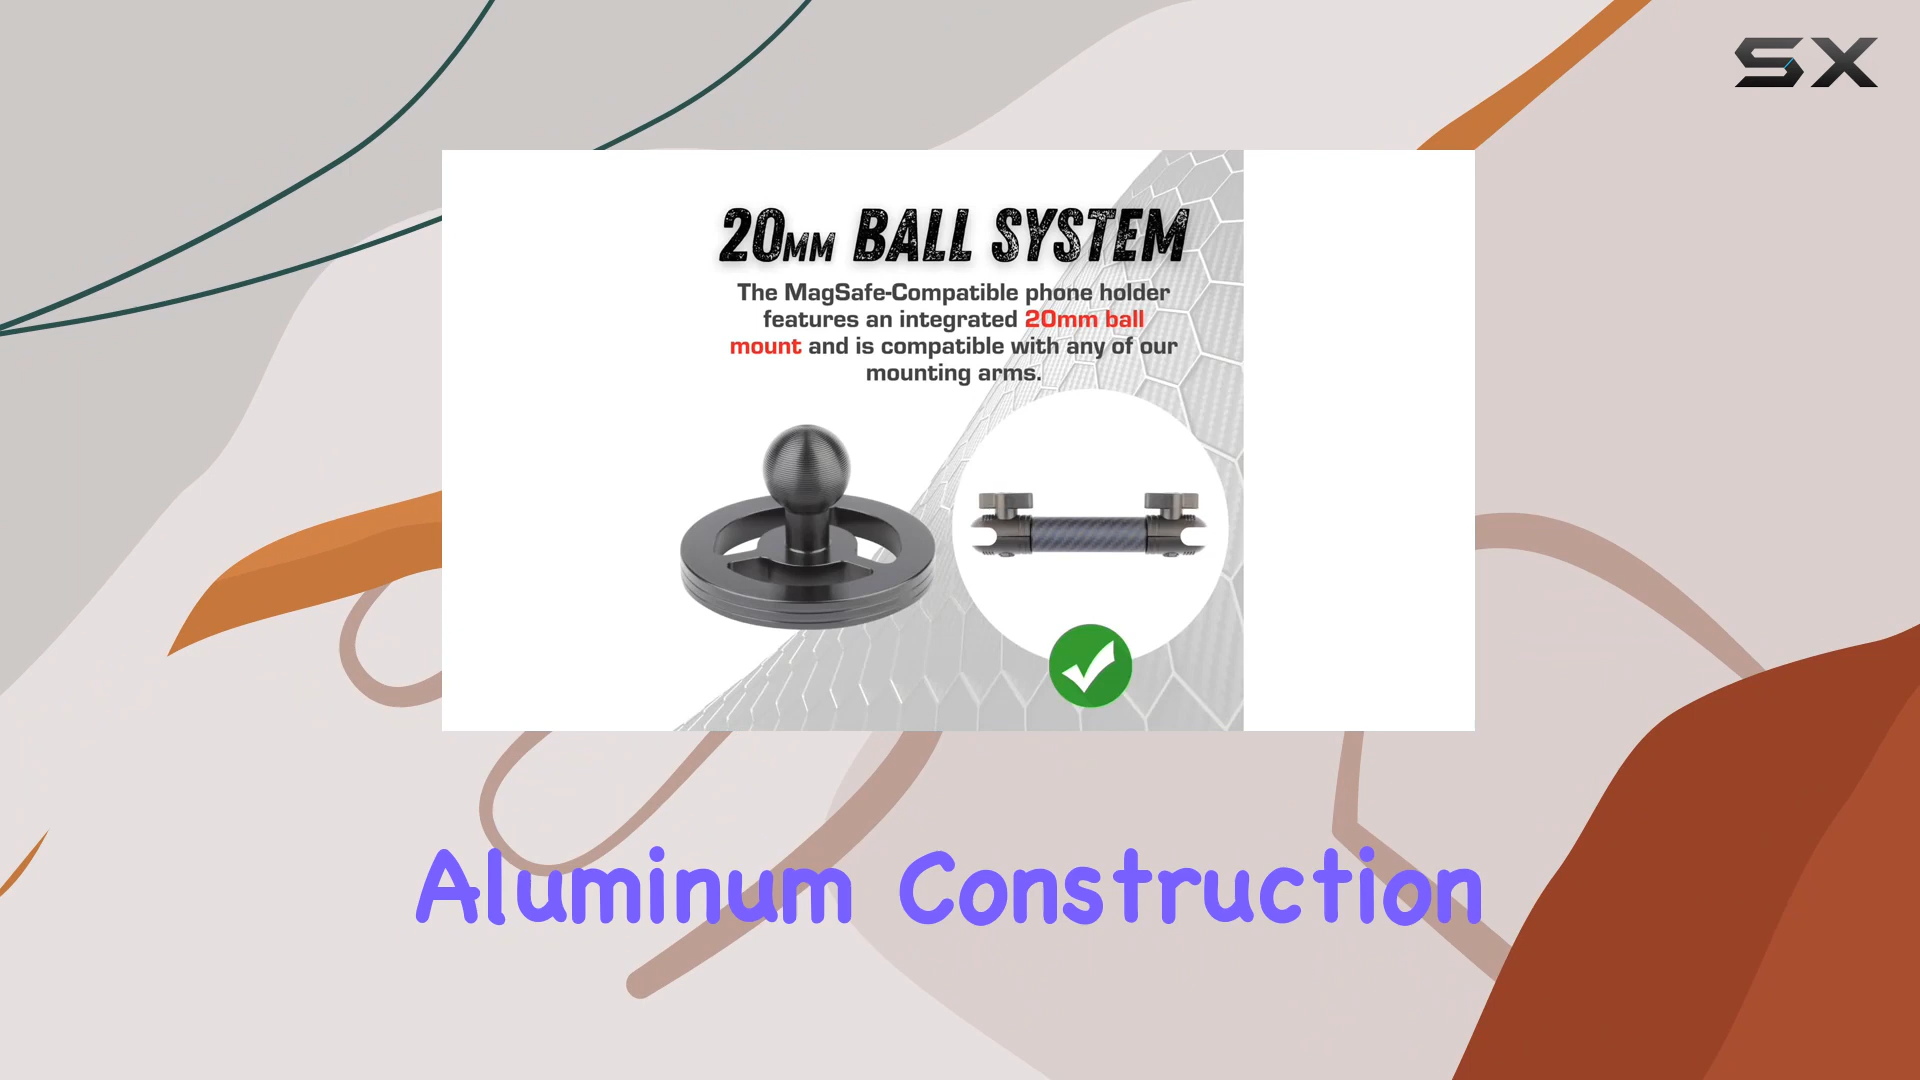 SX
20MM BALL SYSTEM
The MagSafe-Compatible phone holder
features an integrated 20mm ball
mount and is compatible with any of our
mounting arms.
Aluminum Construction